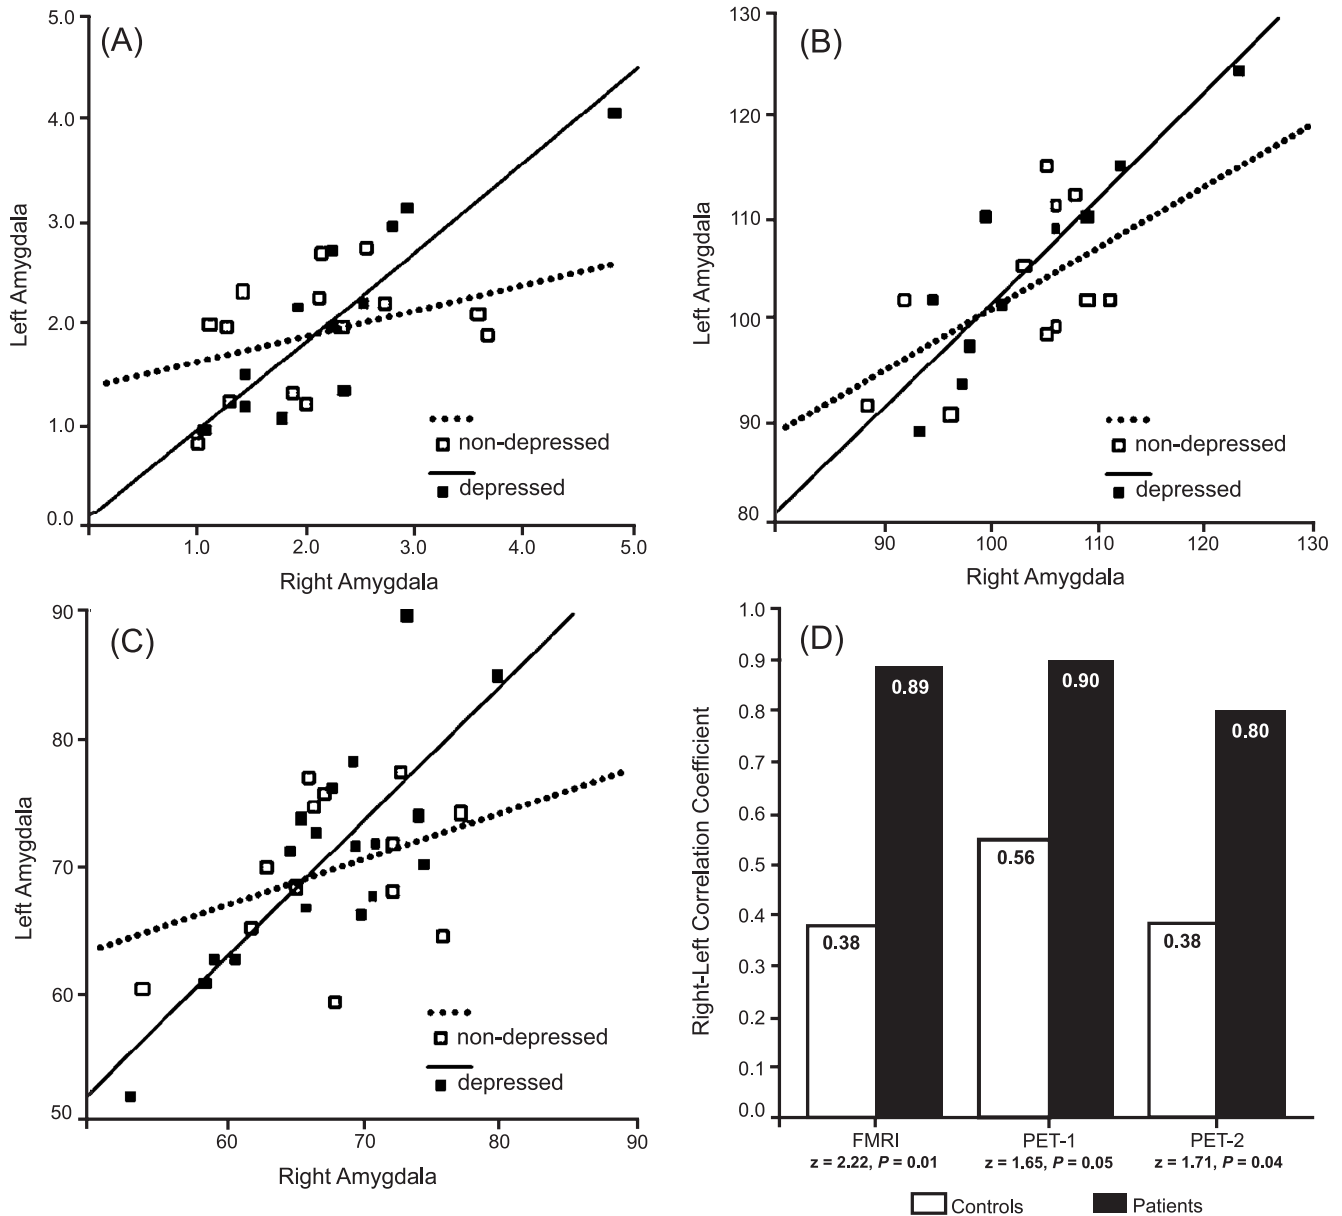 (A)
5.0
4.0
3.0
2.0
1.0
0.0
Left Amygdala
non-depressed
depressed
1.0 2.0 3.0 4.0 5.0
Right Amygdala
(B)
130
120
110
100
90
80
Left Amygdala
non-depressed
depressed
90 100 110 120 130
Right Amygdala
(C)
90
80
70
60
50
Left Amygdala
non-depressed
depressed
60 70 80 90
Right Amygdala
(D)
1.0
0.9
0.8
0.7
0.6
0.5
0.4
0.3
0.2
0.1
0.0
Right-Left Correlation Coefficient
0.38 0.89 0.56 0.90 0.38 0.80
FMRI PET-1 PET-2
z = 2.22, P = 0.01 z = 1.65, P = 0.05 z = 1.71, P = 0.04
Controls Patients